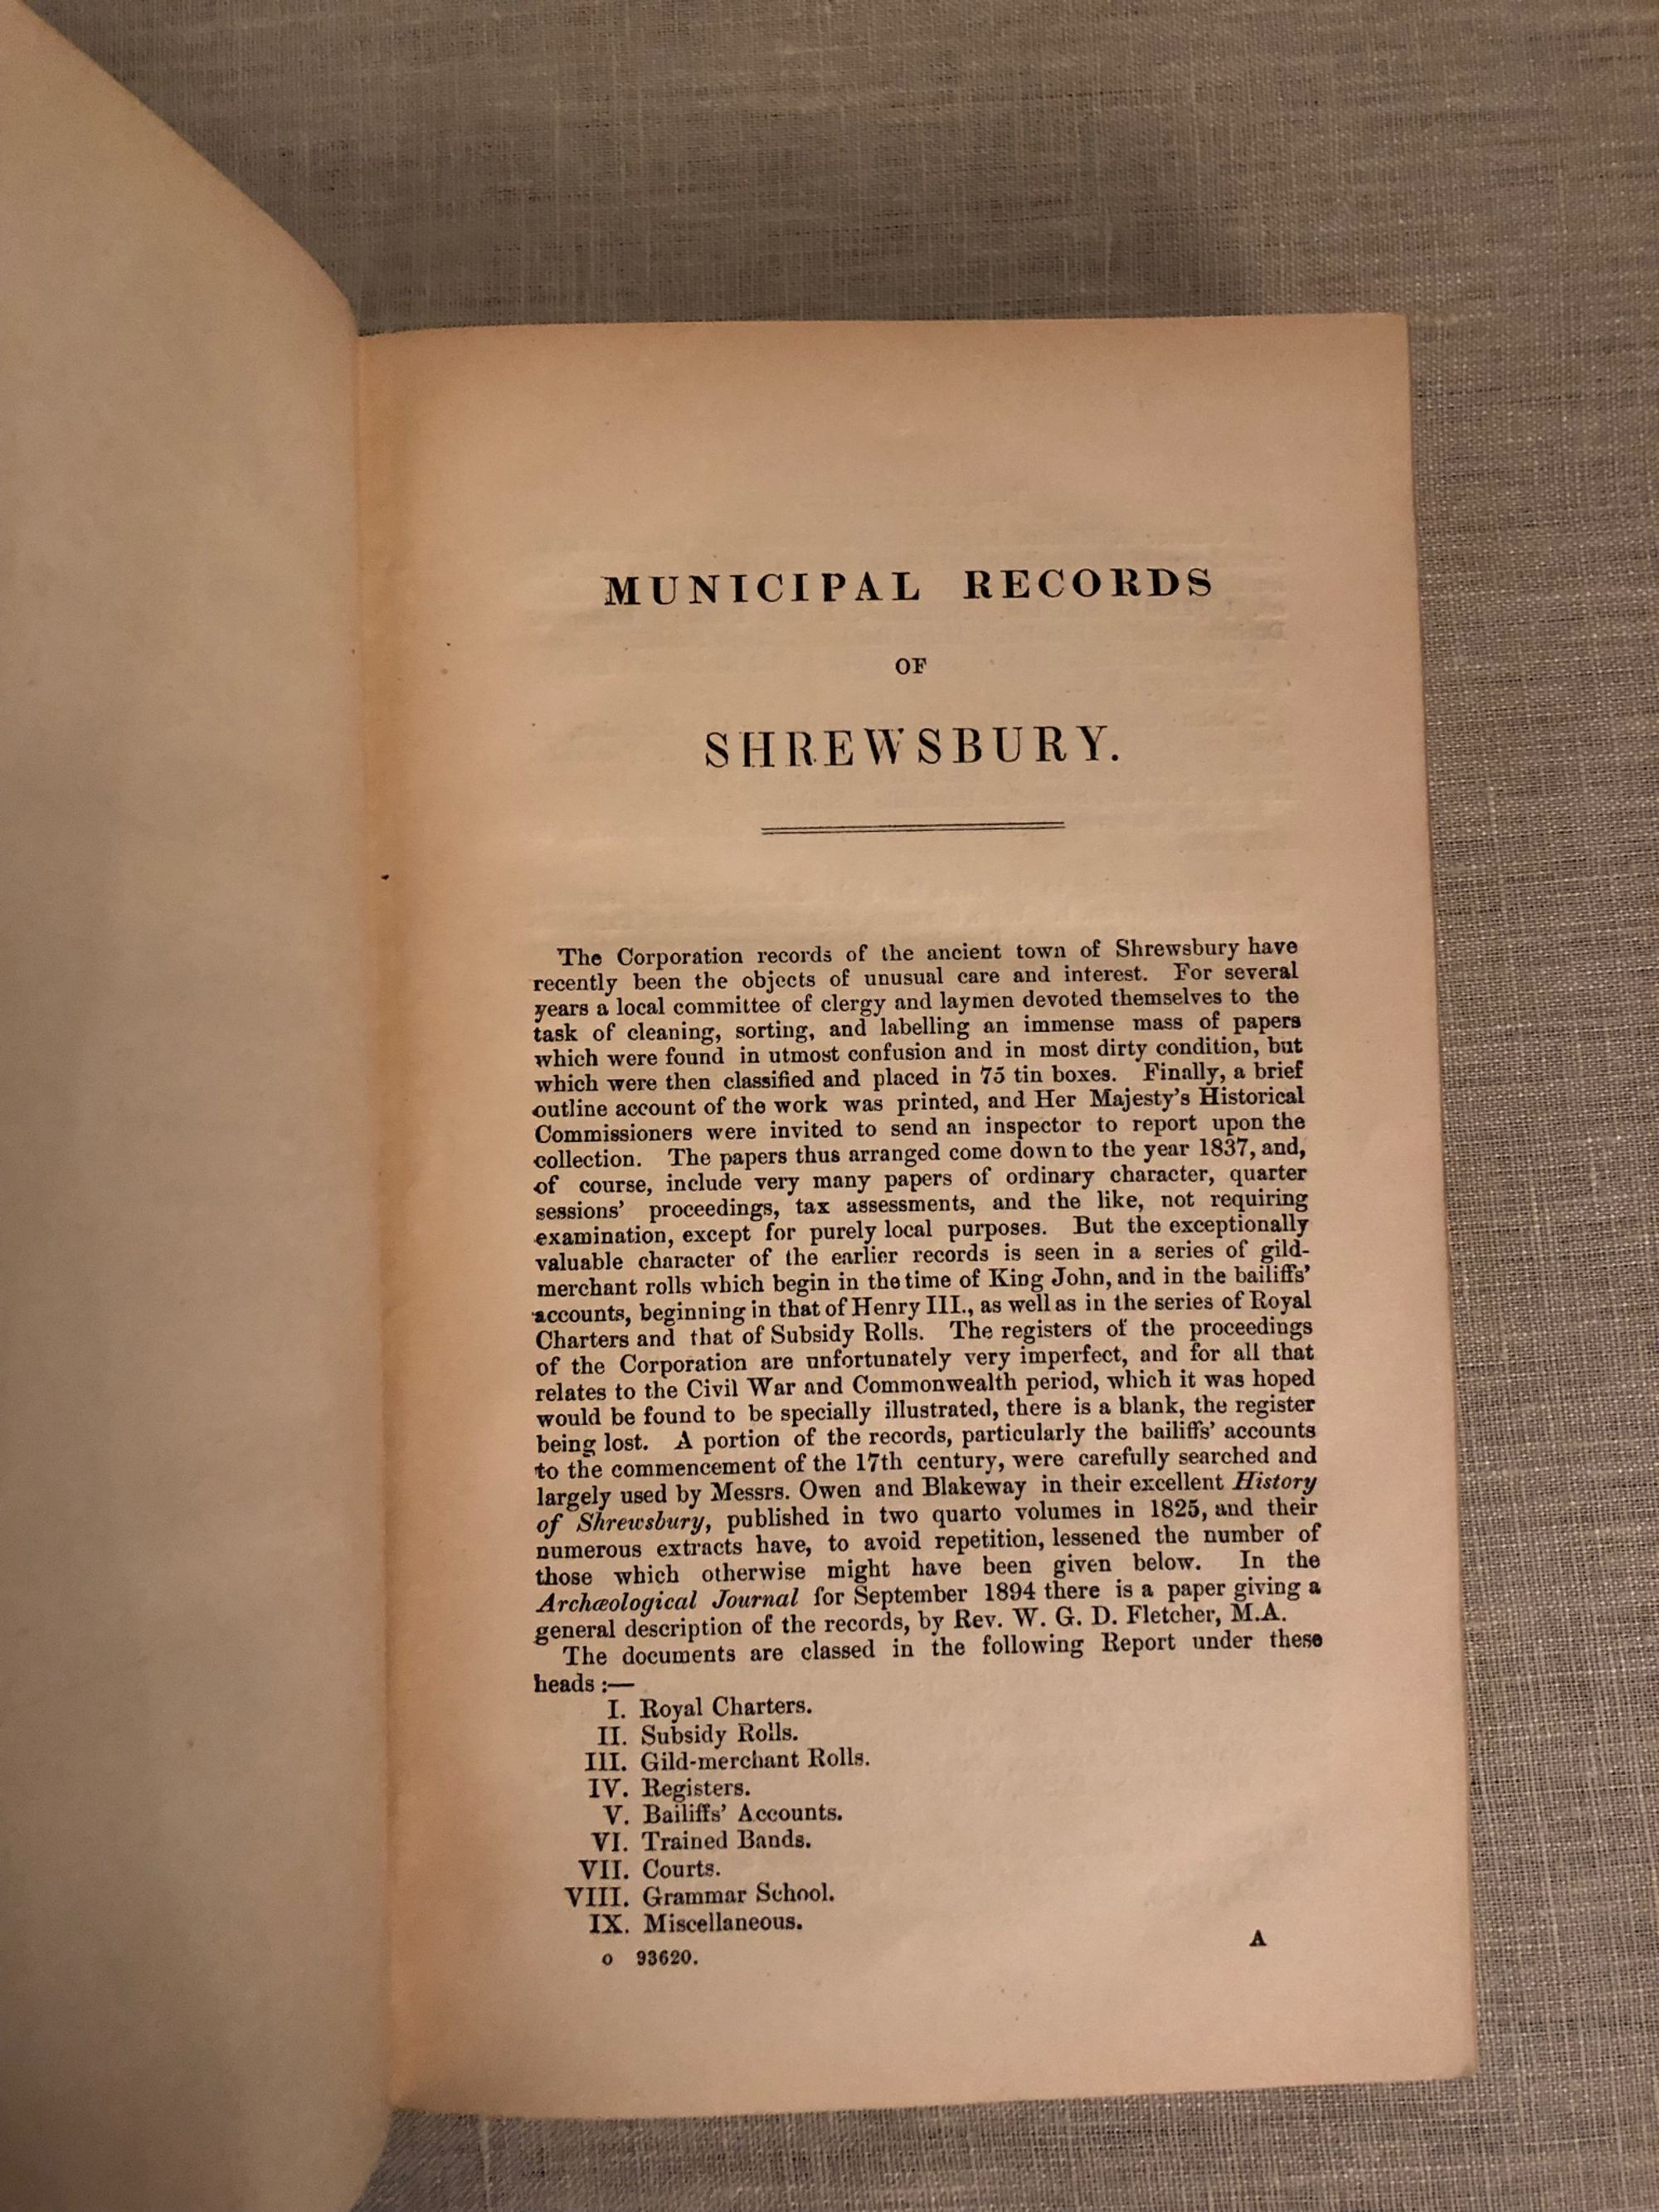 MUNICIPAL RECORDS
OF
SHREWSBURY.
The Corporation records of the ancient town of Shrewsbury have
recently been the objects of unusual care and interest. For several
years a local committee of clergy and laymen devoted themselves to the
task of cleaning, sorting, and labelling an immense mass of papers
which were found in utmost confusion and in most dirty condition, but
which were then classified and placed in 75 tin boxes. Finally, a brief
outline account of the work was printed, and Her Majesty's Historical
Commissioners were invited to send an inspector to report upon the
collection. The papers thus arranged come down to the year 1837, and,
of course, include very many papers of ordinary character, quarter
sessions' proceedings, tax assessments, and the like, not requiring
examination, except for purely local purposes. But the exceptionally
valuable character of the earlier records is seen in a series of gild-
merchant rolls which begin in the time of King John, and in the bailiffs'
accounts, beginning in that of Henry III., as well as in the series of Royal
Charters and that of Subsidy Rolls. The registers of the proceedings
of the Corporation are unfortunately very imperfect, and for all that
relates to the Civil War and Commonwealth period, which it was hoped
would be found to be specially illustrated, there is a blank, the register
being lost. A portion of the records, particularly the bailiffs' accounts
to the commencement of the 17th century, were carefully searched and
largely used by Messrs. Owen and Blakeway in their excellent History
of Shrewsbury, published in two quarto volumes in 1825, and their
numerous extracts have, to avoid repetition, lessened the number of
those which otherwise might have been given below. In the
Archæological Journal for September 1894 there is a paper giving a
general description of the records, by Rev. W. G. D. Fletcher, M.A.
The documents are classed in the following Report under these
heads :—
I. Royal Charters.
II. Subsidy Rolls.
III. Gild-merchant Rolls.
IV. Registers.
V. Bailiffs' Accounts.
VI. Trained Bands.
VII. Courts.
VIII. Grammar School.
IX. Miscellaneous.
o 93620.
A